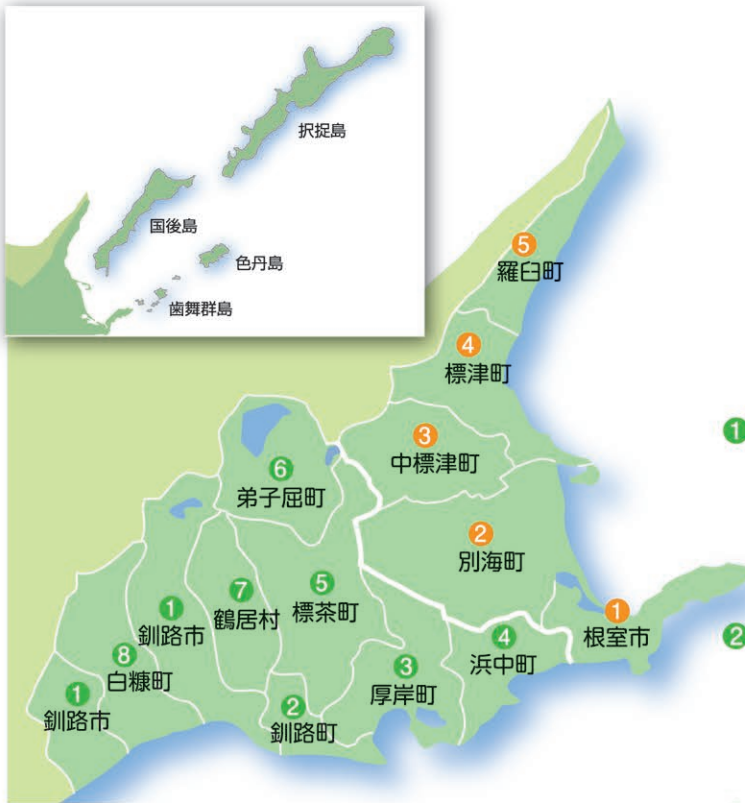 択捉島
国後島
色丹島
歯舞群島
5
羅臼町
4
標津町
3
中標津町
1
6
弟子屈町
2
別海町
7
鶴居村
5
標茶町
1
釧路市
1
根室市
2
4
浜中町
8
白糠町
3
厚岸町
1
釧路市
2
釧路町